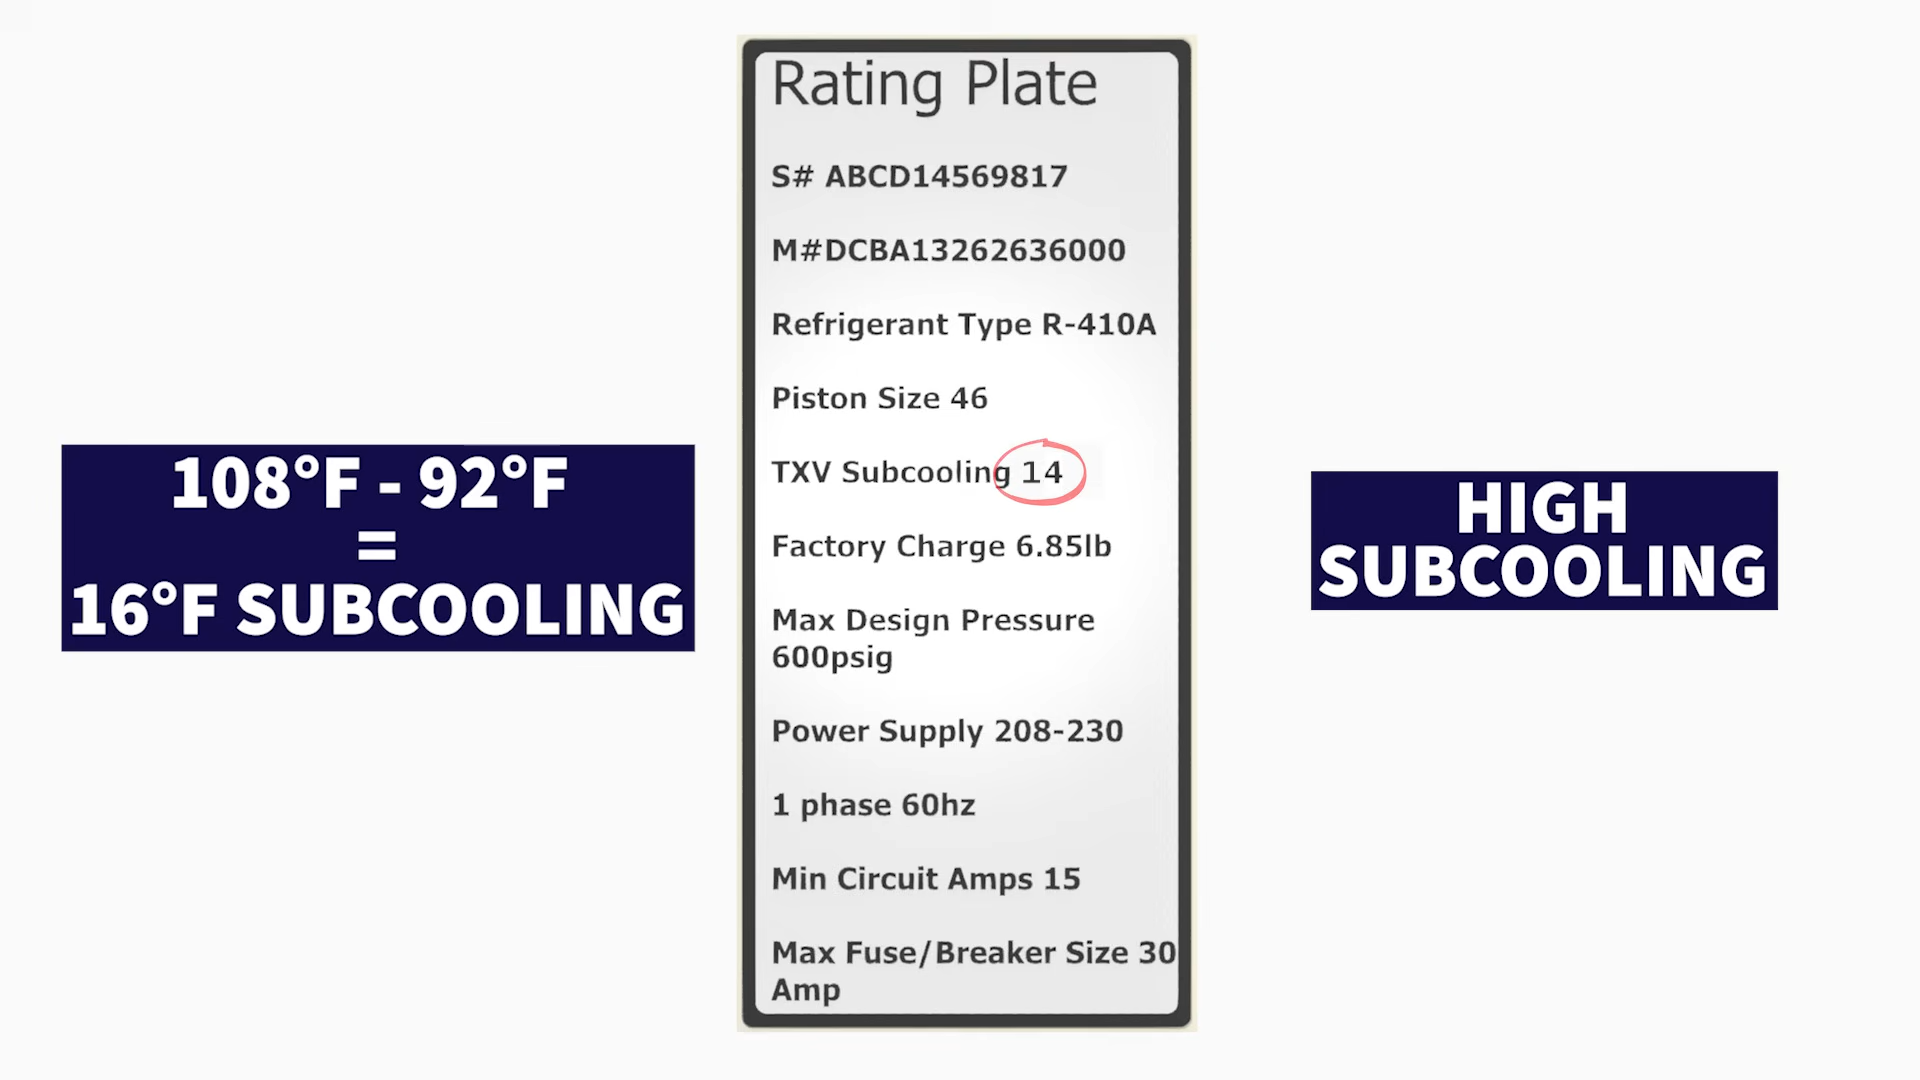 Rating Plate
S# ABCD14569817
M#DCBA13262636000
Refrigerant Type R-410A
Piston Size 46
TXV Subcooling 14
Factory Charge 6.85lb
Max Design Pressure
600psig
Power Supply 208-230
1 phase 60hz
Min Circuit Amps 15
Max Fuse/Breaker Size 30
Amp
108°F - 92°F
=
16°F SUBCOOLING
HIGH
SUBCOOLING